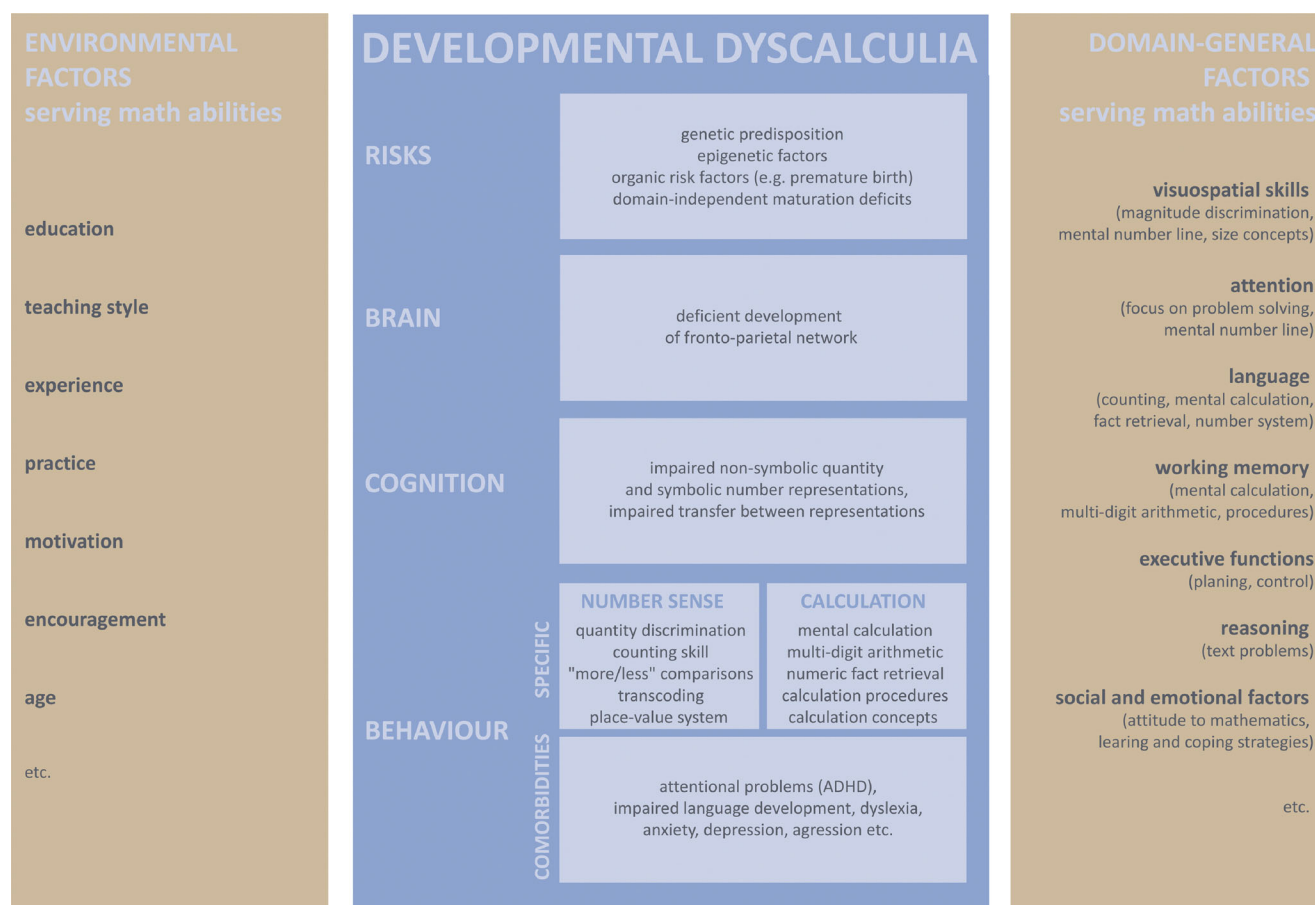 ENVIRONMENTAL
FACTORS
serving math abilities
education
teaching style
experience
practice
motivation
encouragement
age
etc.
DEVELOPMENTAL DYSCALCULIA
RISKS
genetic predisposition
epigenetic factors
organic risk factors (e.g. premature birth)
domain-independent maturation deficits
BRAIN
deficient development
of fronto-parietal network
COGNITION
impaired non-symbolic quantity
and symbolic number representations,
impaired transfer between representations
BEHAVIOUR
SPECIFIC
NUMBER SENSE
quantity discrimination
counting skill
"more/less" comparisons
transcoding
place-value system
CALCULATION
mental calculation
multi-digit arithmetic
numeric fact retrieval
calculation procedures
calculation concepts
COMORBIDITIES
attentional problems (ADHD),
impaired language development, dyslexia,
anxiety, depression, agression etc.
DOMAIN-GENERAL
FACTORS
serving math abilities
visuospatial skills
(magnitude discrimination,
mental number line, size concepts)
attention
(focus on problem solving,
mental number line)
language
(counting, mental calculation,
fact retrieval, number system)
working memory
(mental calculation,
multi-digit arithmetic, procedures)
executive functions
(planing, control)
reasoning
(text problems)
social and emotional factors
(attitude to mathematics,
learing and coping strategies)
etc.